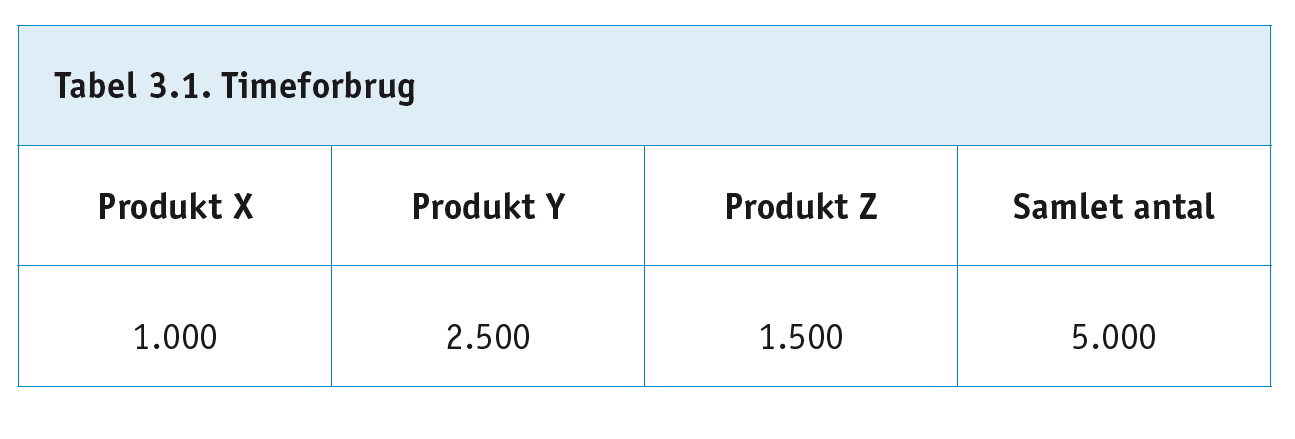 Tabel 3.1. Timeforbrug
Produkt X Produkt Y Produkt Z Samlet antal
1.000 2.500 1.500 5.000